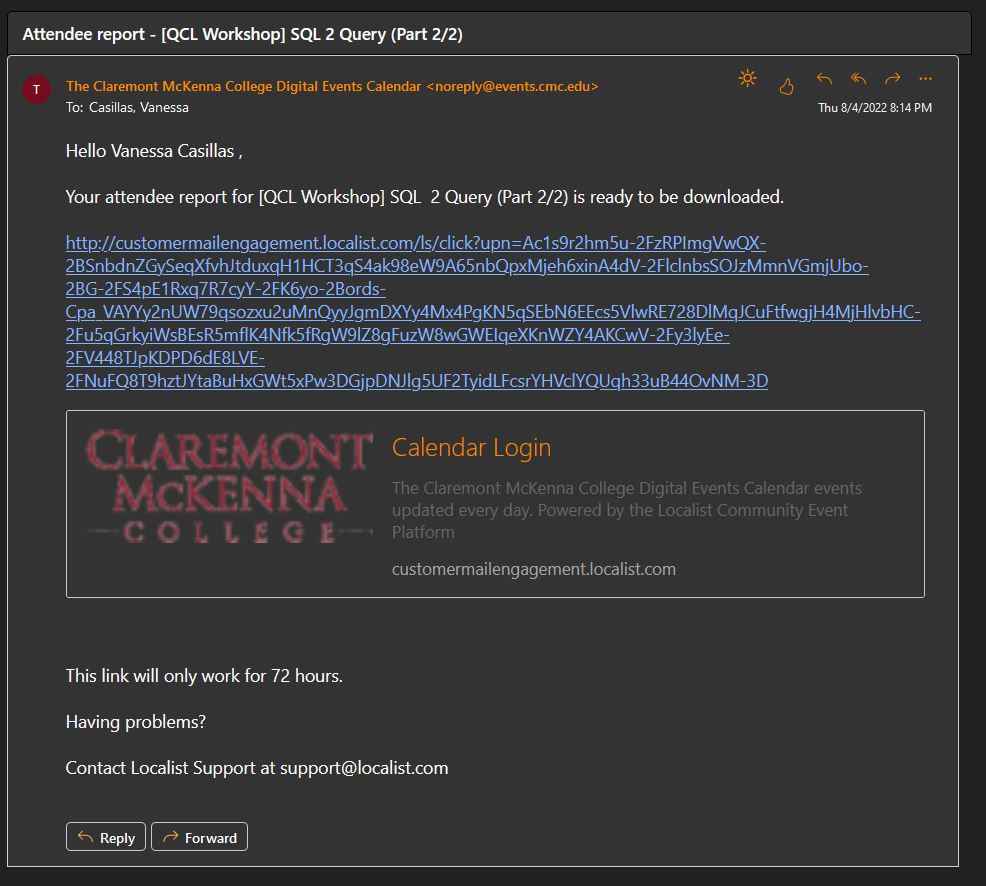 Attendee report - [QCL Workshop] SQL 2 Query (Part 2/2)
T
The Claremont McKenna College Digital Events Calendar <noreply@events.cmc.edu>
To: Casillas, Vanessa
Thu 8/4/2022 8:14 PM
Hello Vanessa Casillas ,
Your attendee report for [QCL Workshop] SQL  2 Query (Part 2/2) is ready to be downloaded.
http://customermailengagement.localist.com/ls/click?upn=Ac1s9r2hm5u-2FzRPImgVwQX-
2BSnbdnZGySeqXfvhJtduxqH1HCT3qS4ak98eW9A65nbQpxMjeh6xinA4dV-2FlclnbsSOJzMmnVGmjUbo-
2BG-2FS4pE1Rxq7R7cyY-2FK6yo-2Bords-
Cpa_VAYYy2nUW79qsozxu2uMnQyyJgmDXYy4Mx4PgKN5qSEbN6EEcs5VlwRE728DlMqJCuFtfwgjH4MjHlvbHC-
2Fu5qGrkyiWsBEsR5mflK4Nfk5fRgW9lZ8gFuzW8wGWEIqeXKnWZY4AKCwV-2Fy3lyEe-
2FV448TJpKDPD6dE8LVE-
2FNuFQ8T9hztJYtaBuHxGWt5xPw3DGjpDNJlg5UF2TyidLFcsrYHVclYQUqh33uB44OvNM-3D
CLAREMONT
MCKENNA
COLLEGE
Calendar Login
The Claremont McKenna College Digital Events Calendar events
updated every day. Powered by the Localist Community Event
Platform
customermailengagement.localist.com
This link will only work for 72 hours.
Having problems?
Contact Localist Support at support@localist.com
Reply
Forward